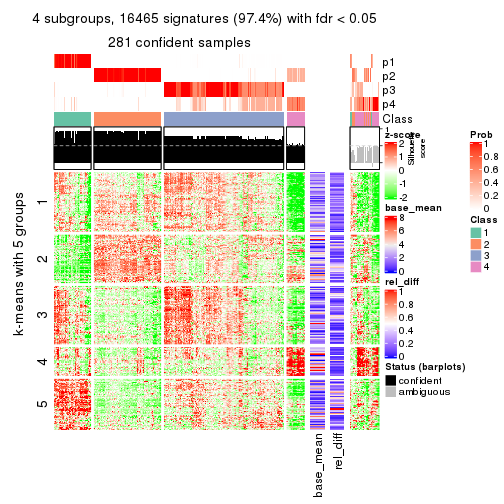 4 subgroups, 16465 signatures (97.4%) with fdr < 0.05
281 confident samples
p1
p2
p3
p4
Class
1
Silhouette
score
z-score
2
1
0
-2
base_mean
8
6
4
2
0
rel_diff
1
0.8
0.6
0.4
0.2
0
Status (barplots)
confident
ambiguous
Prob
1
0.8
0.6
0.4
0.2
0
Class
1
2
3
4
k-means with 5 groups
1
2
3
4
5
base_mean
rel_diff